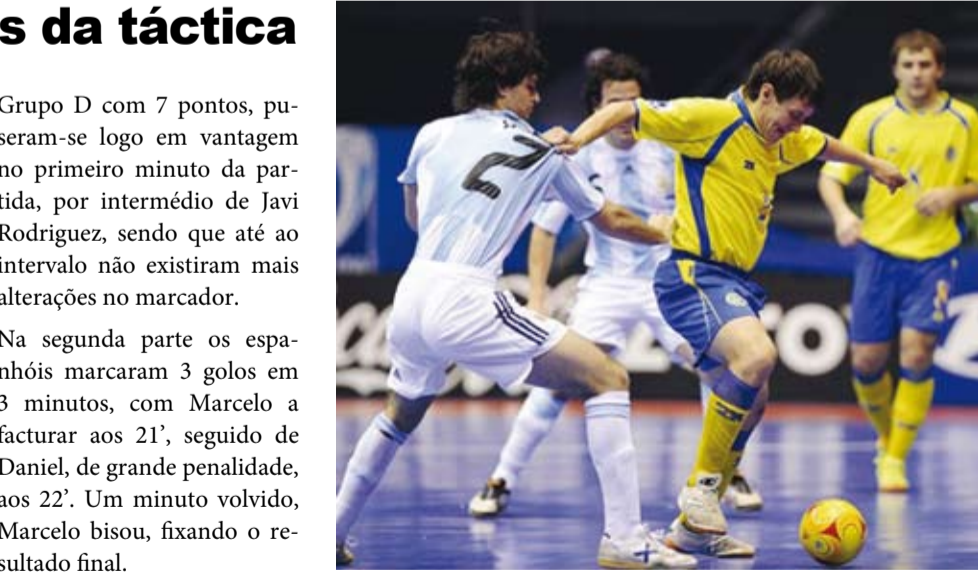 s da táctica
Grupo D com 7 pontos, pu-
seram-se logo em vantagem
no primeiro minuto da par-
tida, por intermédio de Javi
Rodriguez, sendo que até ao
intervalo não existiram mais
alterações no marcador.
Na segunda parte os espa-
nhóis marcaram 3 golos em
3 minutos, com Marcelo a
facturar aos 21’, seguido de
Daniel, de grande penalidade,
aos 22’. Um minuto volvido,
Marcelo bisou, fixando o re-
sultado final.
2